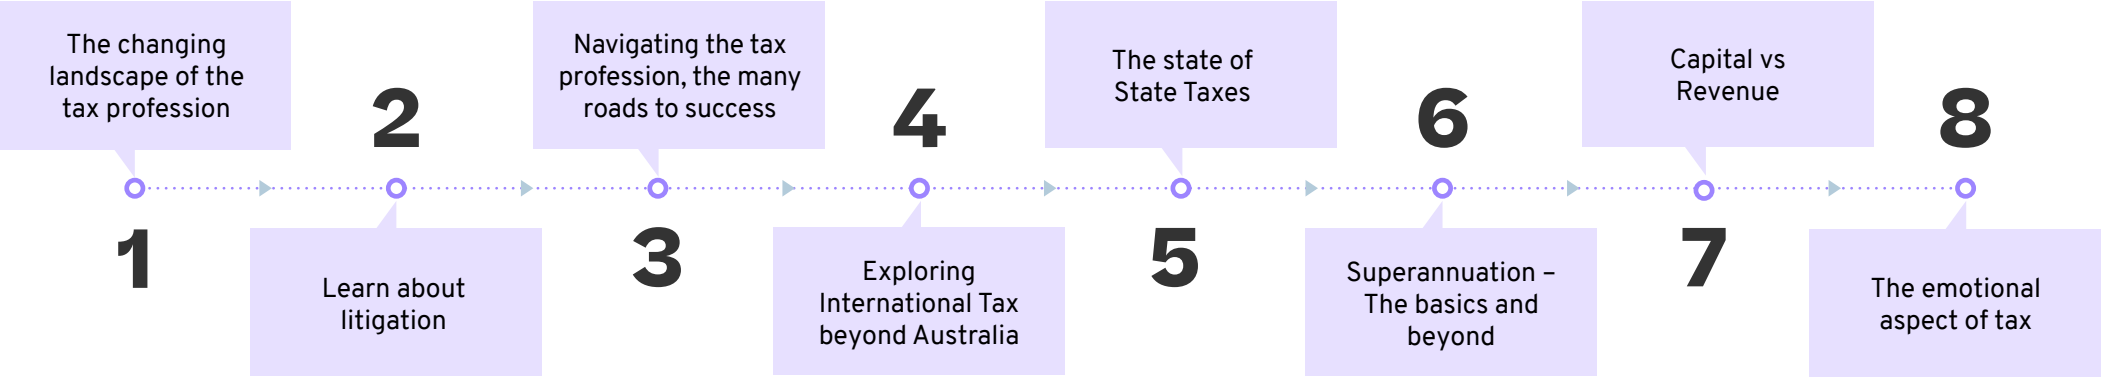 The changing
landscape of the
tax profession
1
2
Learn about
litigation
Navigating the tax
profession, the many
roads to success
3
4
Exploring
International Tax
beyond Australia
The state of
State Taxes
5
6
Superannuation –
The basics and
beyond
Capital vs
Revenue
7
8
The emotional
aspect of tax